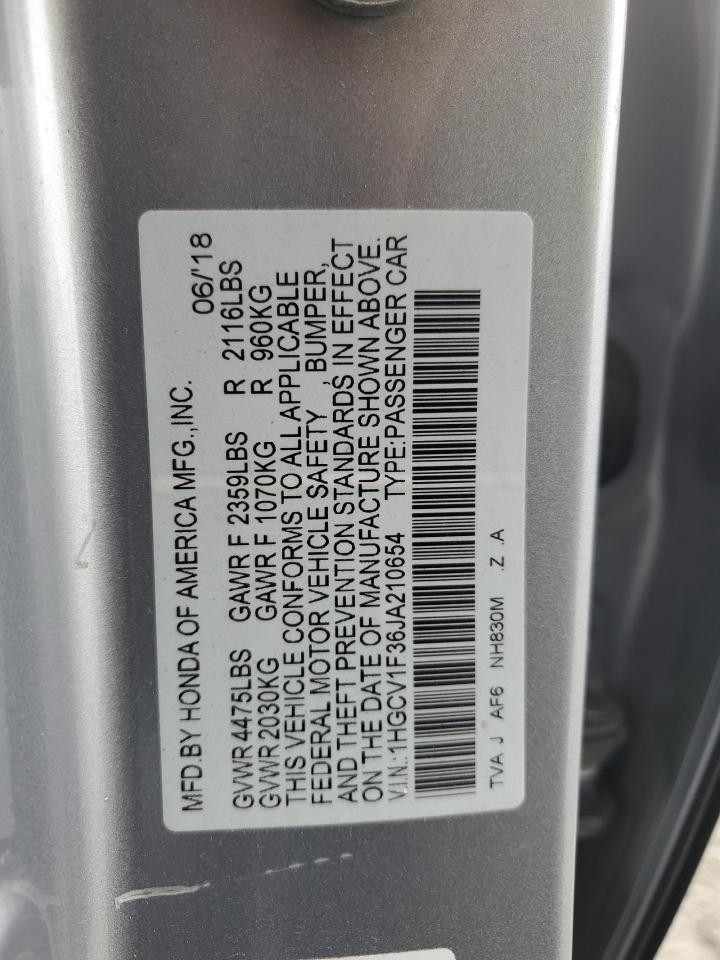 MFD.BY HONDA OF AMERICA MFG.,INC. 06/'18
GVWR 4475LBS GAWR F 2359LBS R 2116LBS
GVWR 2030KG GAWR F 1070KG R 960KG
THIS VEHICLE CONFORMS TO ALL APPLICABLE
FEDERAL MOTOR VEHICLE SAFETY , BUMPER,
AND THEFT PREVENTION STANDARDS IN EFFECT
ON THE DATE OF MANUFACTURE SHOWN ABOVE.
V.I.N.:1HGCV1F36JA210654 TYPE:PASSENGER CAR
TVA J AF6 NH830M .Z .A